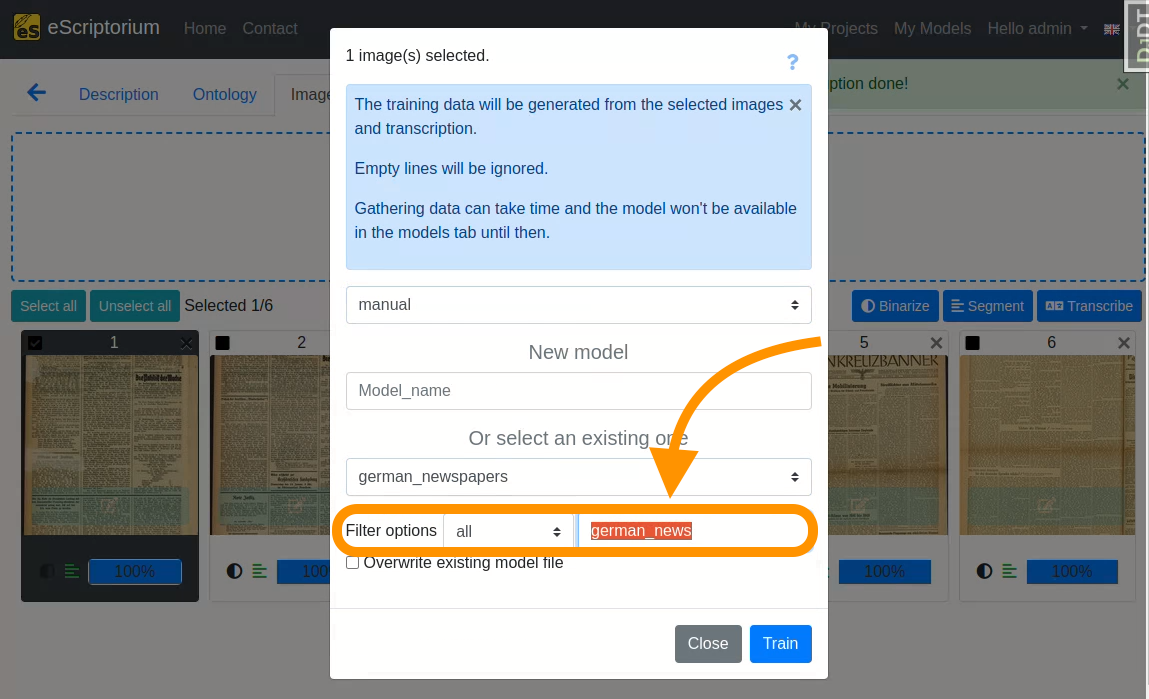 eScriptorium
Home
Contact
My Projects
My Models
Hello admin
Description
Ontology
Image
ption done!
1 image(s) selected.
?
The training data will be generated from the selected images
and transcription.
Empty lines will be ignored.
Gathering data can take time and the model won't be available
in the models tab until then.
Select all
Unselect all
Selected 1/6
Binarize
Segment
Transcribe
manual
New model
Model_name
Or select an existing one
german_newspapers
Filter options
all
german_news
Overwrite existing model file
Close
Train
1
2
5
6
NKREUZBANNER
100%
100
100%
100%